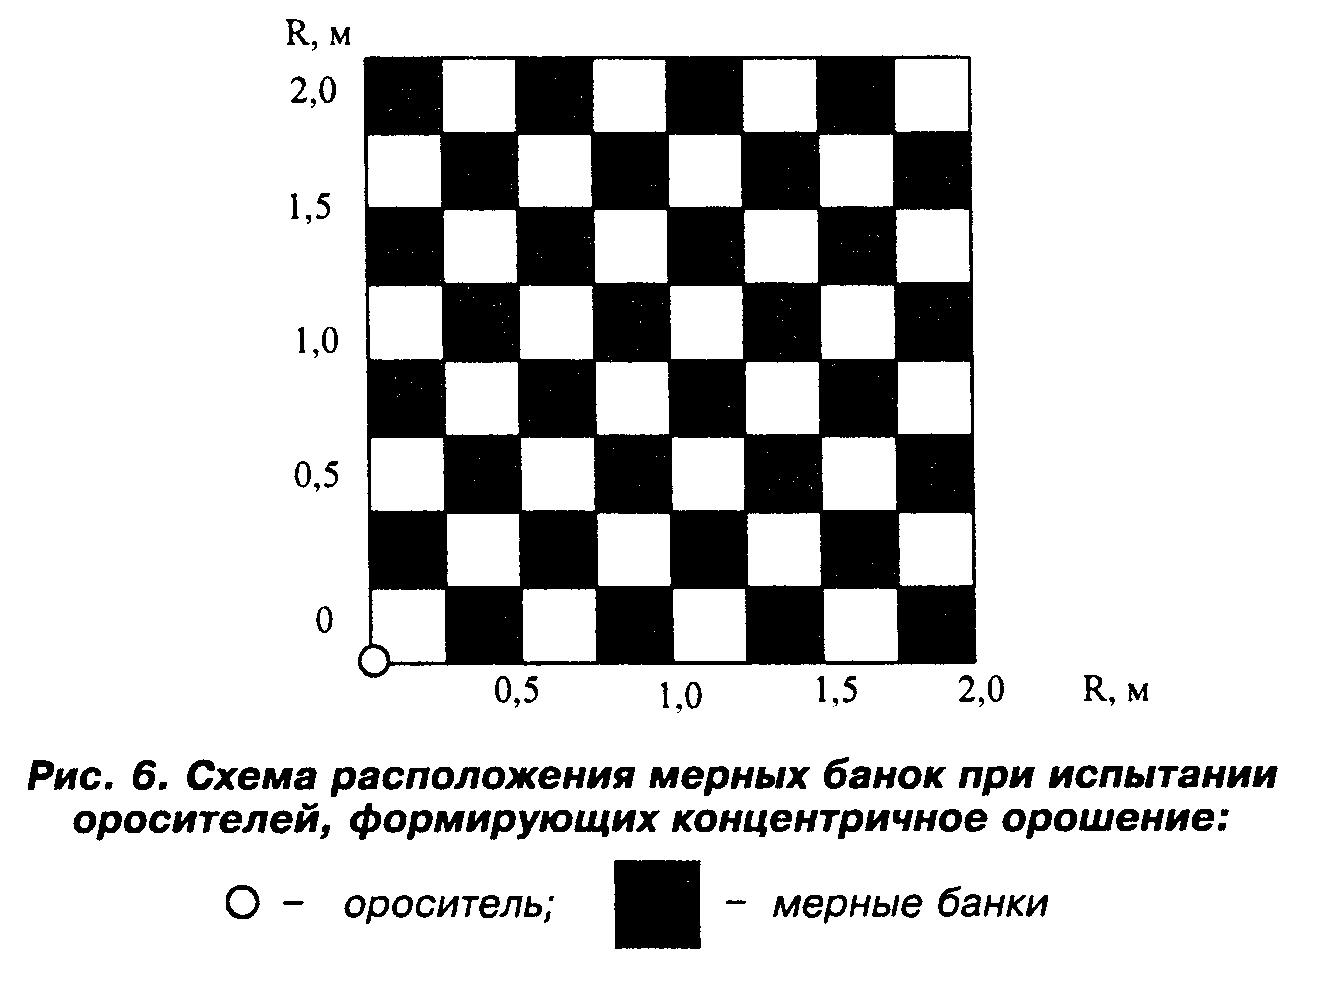 R, м
2,0
1,5
1,0
0,5
0
0,5 1,0 1,5 2,0 R, м
Рис. 6. Схема расположения мерных банок при испытании
оросителей, формирующих концентричное орошение:
– ороситель; – мерные банки